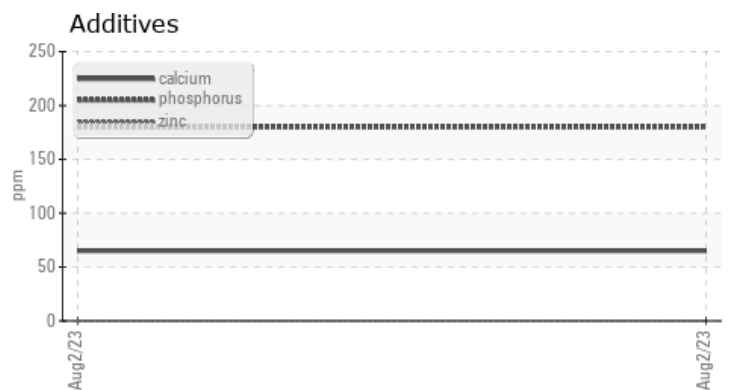 Additives
250
200
150
100
50
0
ppm
calcium
phosphorus
zinc
Aug2/23
Aug2/23